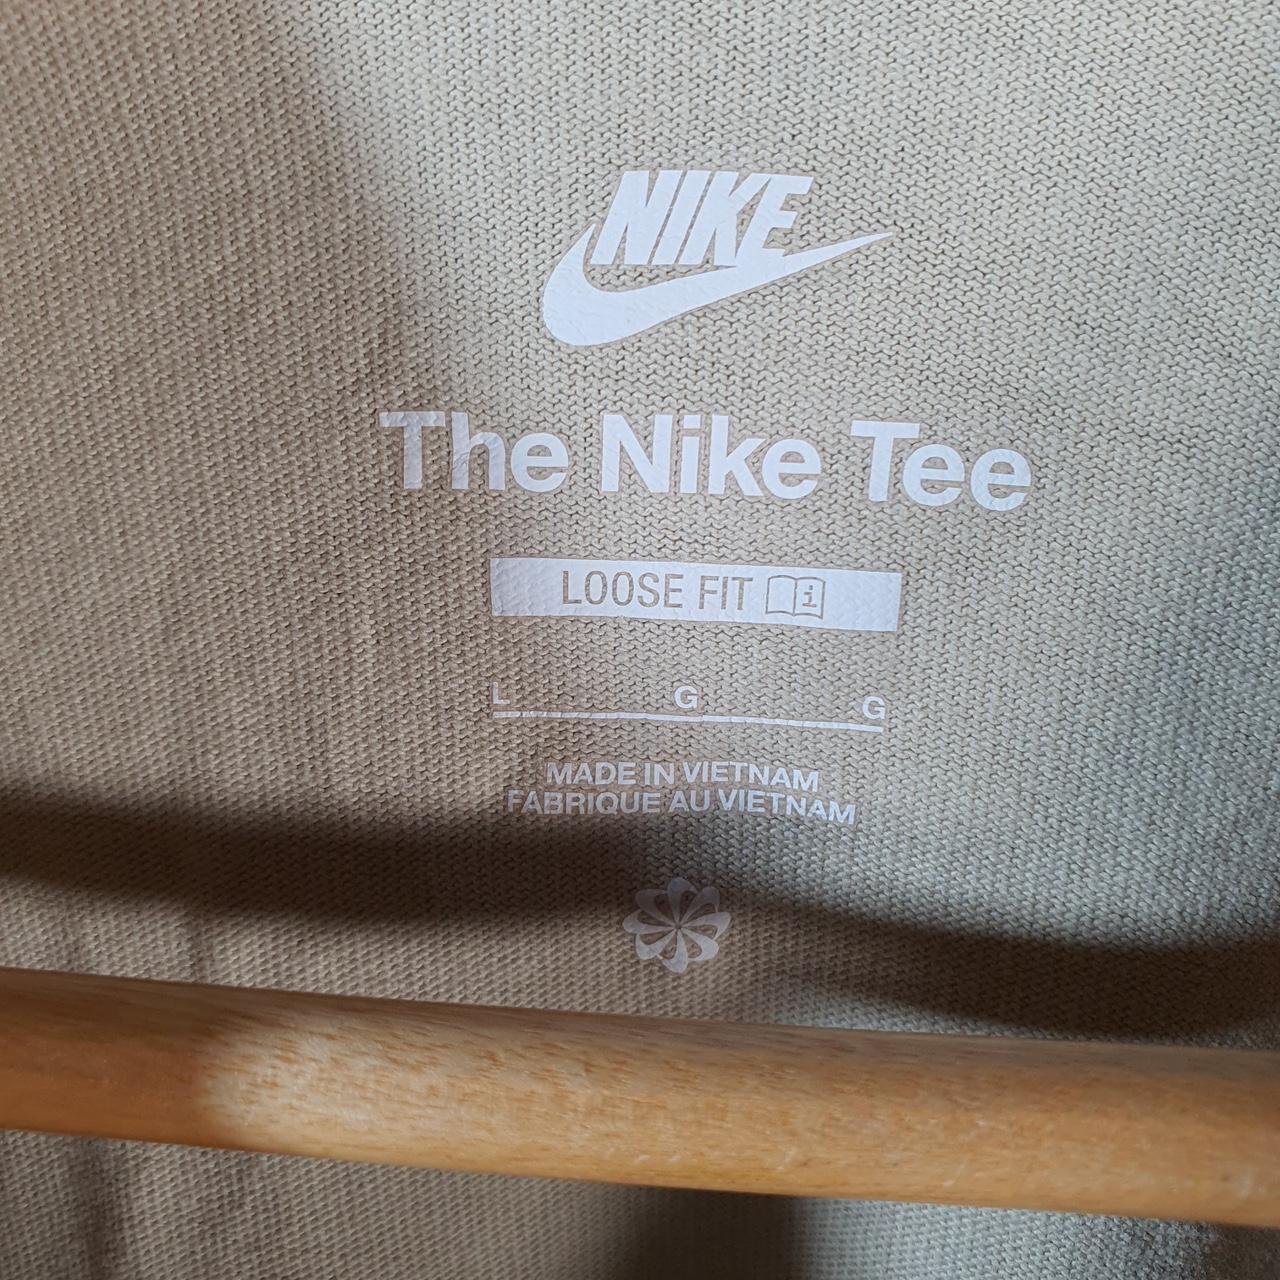 NIKE
The Nike Tee
LOOSE FIT i
L G G
MADE IN VIETNAM
FABRIQUE AU VIETNAM